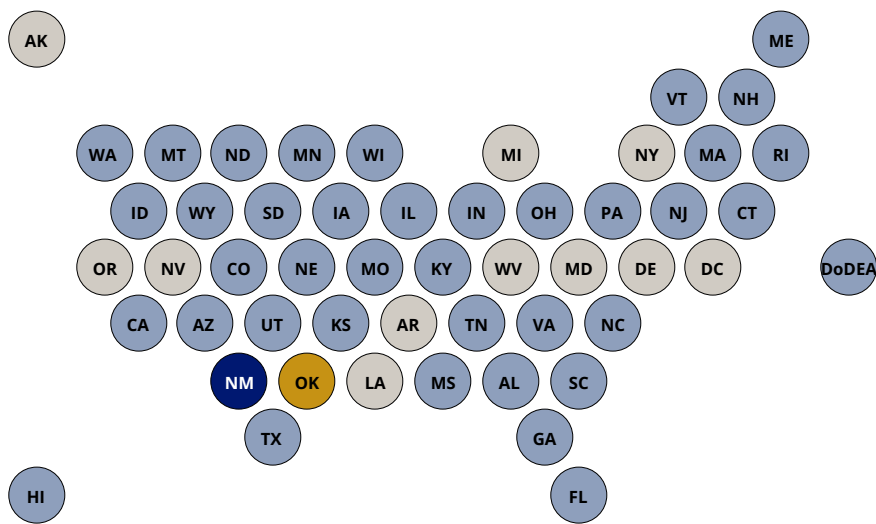 AK ME
VT NH
WA MT ND MN WI MI NY MA RI
ID WY SD IA IL IN OH PA NJ CT
OR NV CO NE MO KY WV MD DE DC DoDEA
CA AZ UT KS AR TN VA NC
NM OK LA MS AL SC
TX GA
HI FL